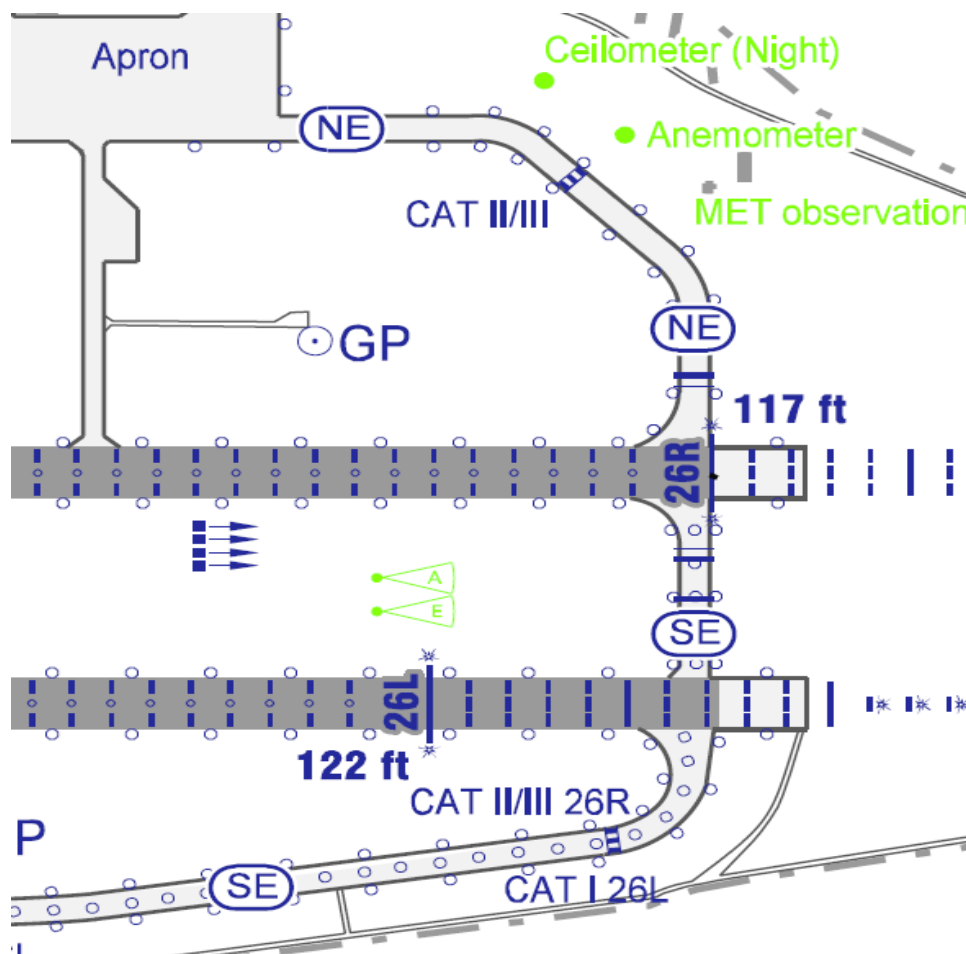 Apron
Ceilometer (Night)
NE
Anemometer
CAT II/III
MET observation
NE
GP
117 ft
26R
A
E
SE
26L
122 ft
CAT II/III 26R
P
SE
CAT I 26L